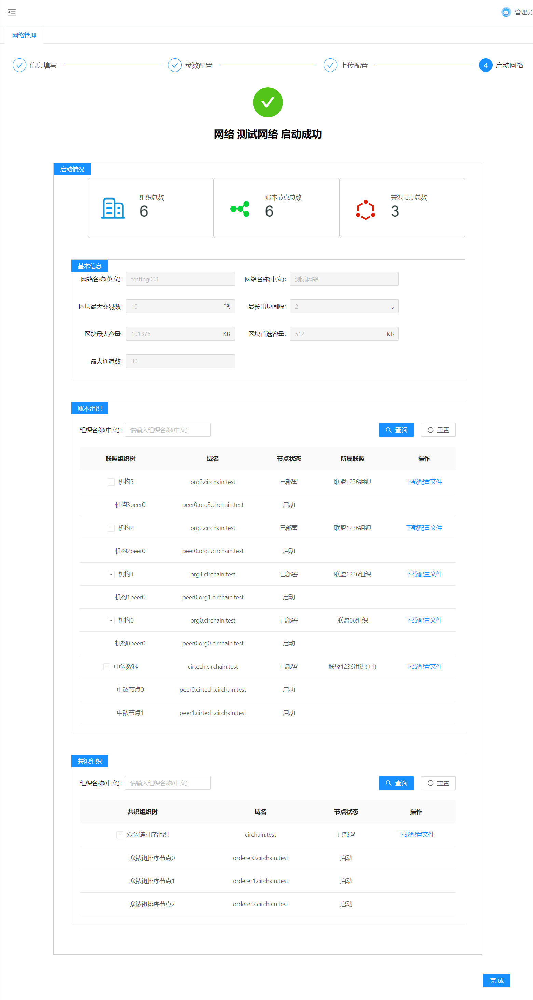 管理员
网络管理
信息填写 参数配置 上传配置 4 启动网络
网络 测试网络 启动成功
启动情况
组织总数 账本节点总数 共识节点总数
6 6 3
基本信息
网络名称(英文): testing001 网络名称(中文): 测试网络
区块最大交易数: 10 笔 最长出块间隔: 2 s
区块最大容量: 101376 KB 区块首选容量: 512 KB
最大通道数: 30
账本组织
组织名称(中文): 请输入组织名称(中文) 查询 重置
联盟组织树 域名 节点状态 所属联盟 操作
- 机构3 org3.circhain.test 已部署 联盟1236组织 下载配置文件
机构3peer0 peer0.org3.circhain.test 启动
- 机构2 org2.circhain.test 已部署 联盟1236组织 下载配置文件
机构2peer0 peer0.org2.circhain.test 启动
- 机构1 org1.circhain.test 已部署 联盟1236组织 下载配置文件
机构1peer0 peer0.org1.circhain.test 启动
- 机构0 org0.circhain.test 已部署 联盟06组织 下载配置文件
机构0peer0 peer0.org0.circhain.test 启动
- 中铱数科 cirtech.circhain.test 已部署 联盟1236组织(+1) 下载配置文件
中铱节点0 peer0.cirtech.circhain.test 启动
中铱节点1 peer1.cirtech.circhain.test 启动
共识组织
组织名称(中文): 请输入组织名称(中文) 查询 重置
共识组织树 域名 节点状态 操作
- 众铱链排序组织 circhain.test 已部署 下载配置文件
众铱链排序节点0 orderer0.circhain.test 启动
众铱链排序节点1 orderer1.circhain.test 启动
众铱链排序节点2 orderer2.circhain.test 启动
完成